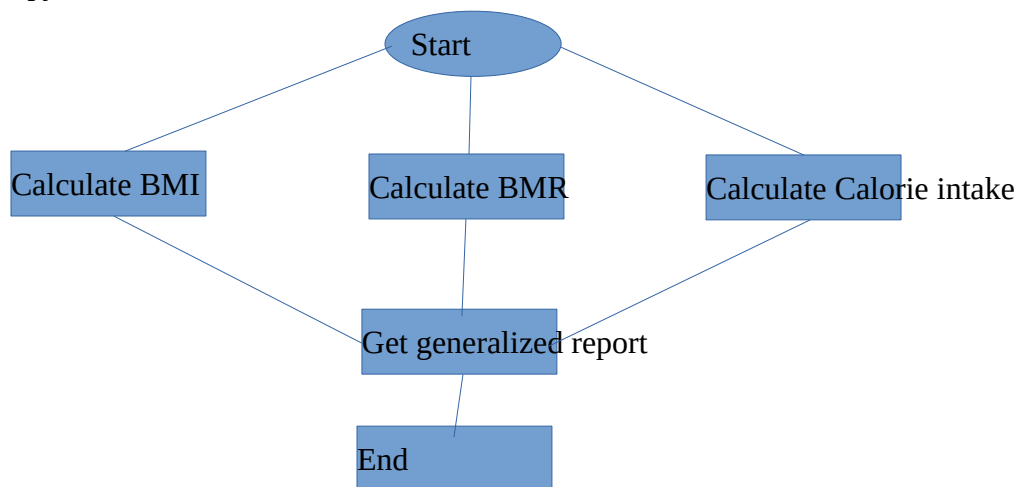 Start
Calculate BMI
Calculate BMR
Calculate Calorie intake
Get generalized report
End